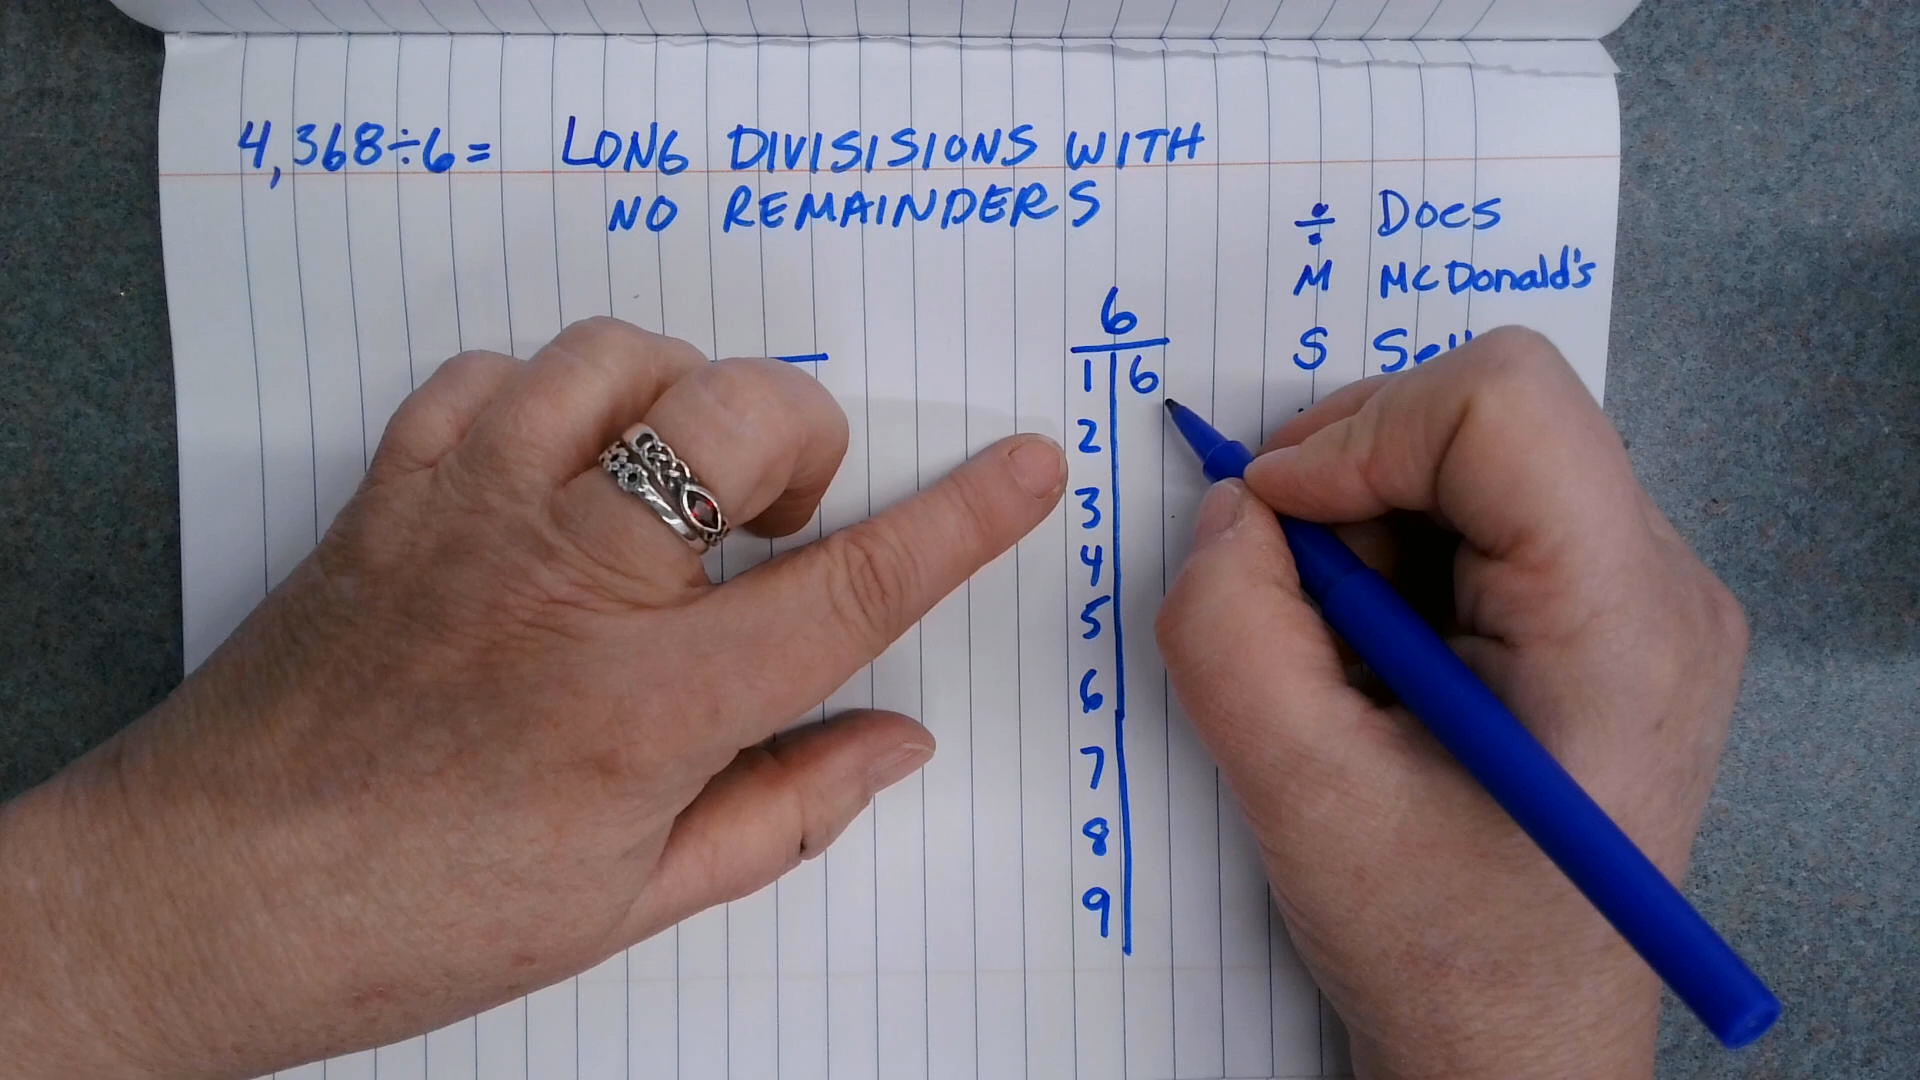 4,368÷6= LONG DIVISISIONS WITH
NO REMAINDERS
÷ Does
M McDonald's
S
6
1 6
2
3
4
5
6
7
8
9